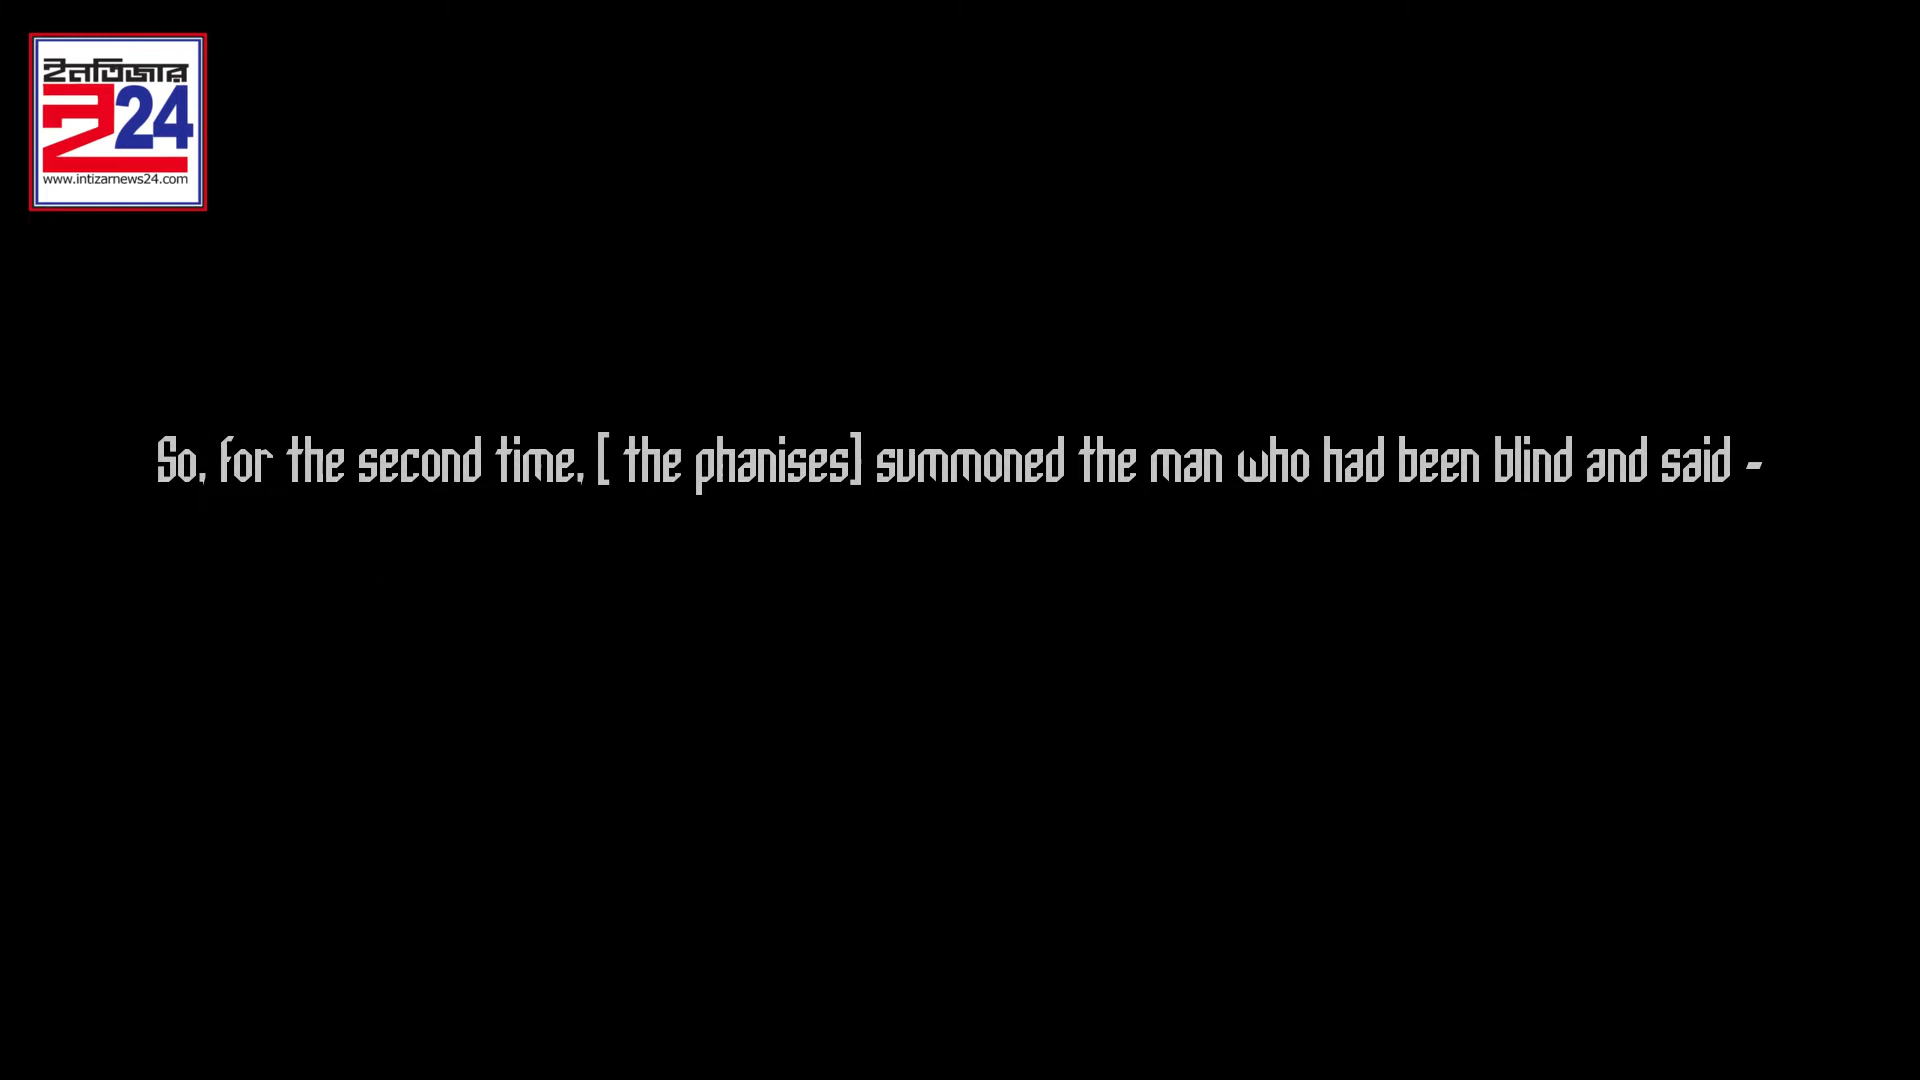 ইনতিজার
ই24
www.intizarnews24.com
So, for the second time, [ the phanises] summoned the man who had been blind and said -